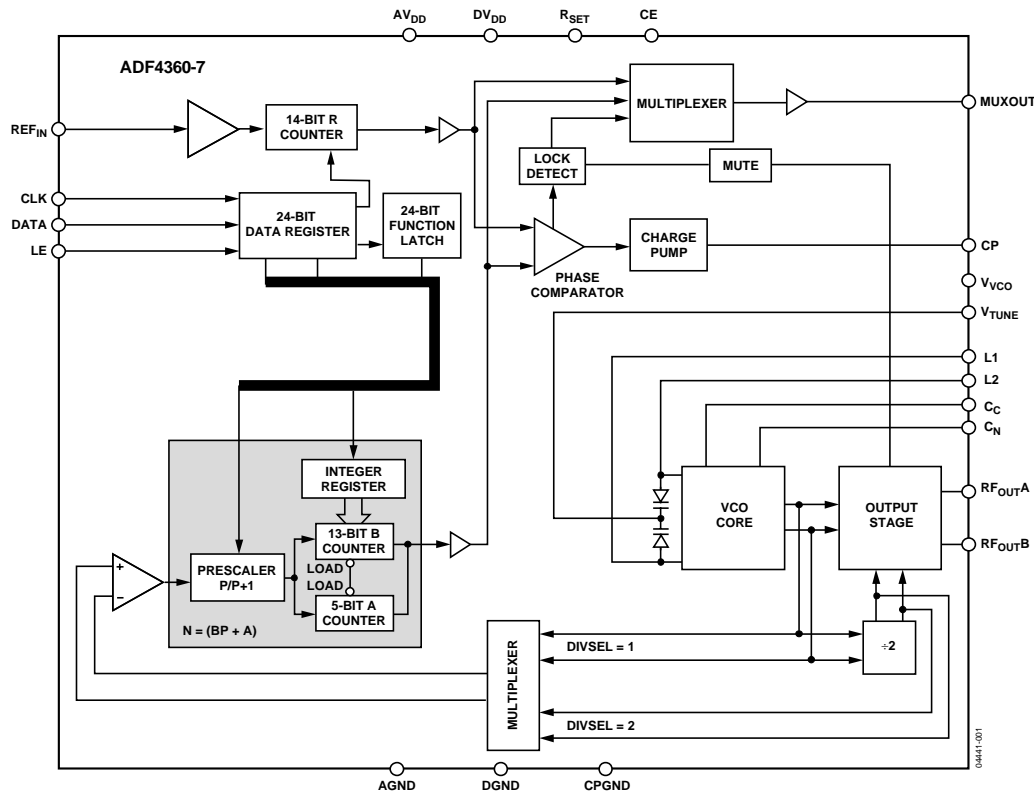 AVDD DVDD RSET CE
ADF4360-7
MULTIPLEXER
MUXOUT
REFIN
14-BIT R
COUNTER
LOCK
DETECT
MUTE
CLK
DATA
LE
24-BIT
DATA REGISTER
24-BIT
FUNCTION
LATCH
PHASE
COMPARATOR
CHARGE
PUMP
CP
VVCO
VTUNE
L1
L2
CC
CN
INTEGER
REGISTER
13-BIT B
COUNTER
LOAD
LOAD
5-BIT A
COUNTER
PRESCALER
P/P+1
+
−
N = (BP + A)
VCO
CORE
OUTPUT
STAGE
RFOUTA
RFOUTB
MULTIPLEXER
DIVSEL = 1
DIVSEL = 2
÷2
04441-001
AGND DGND CPGND